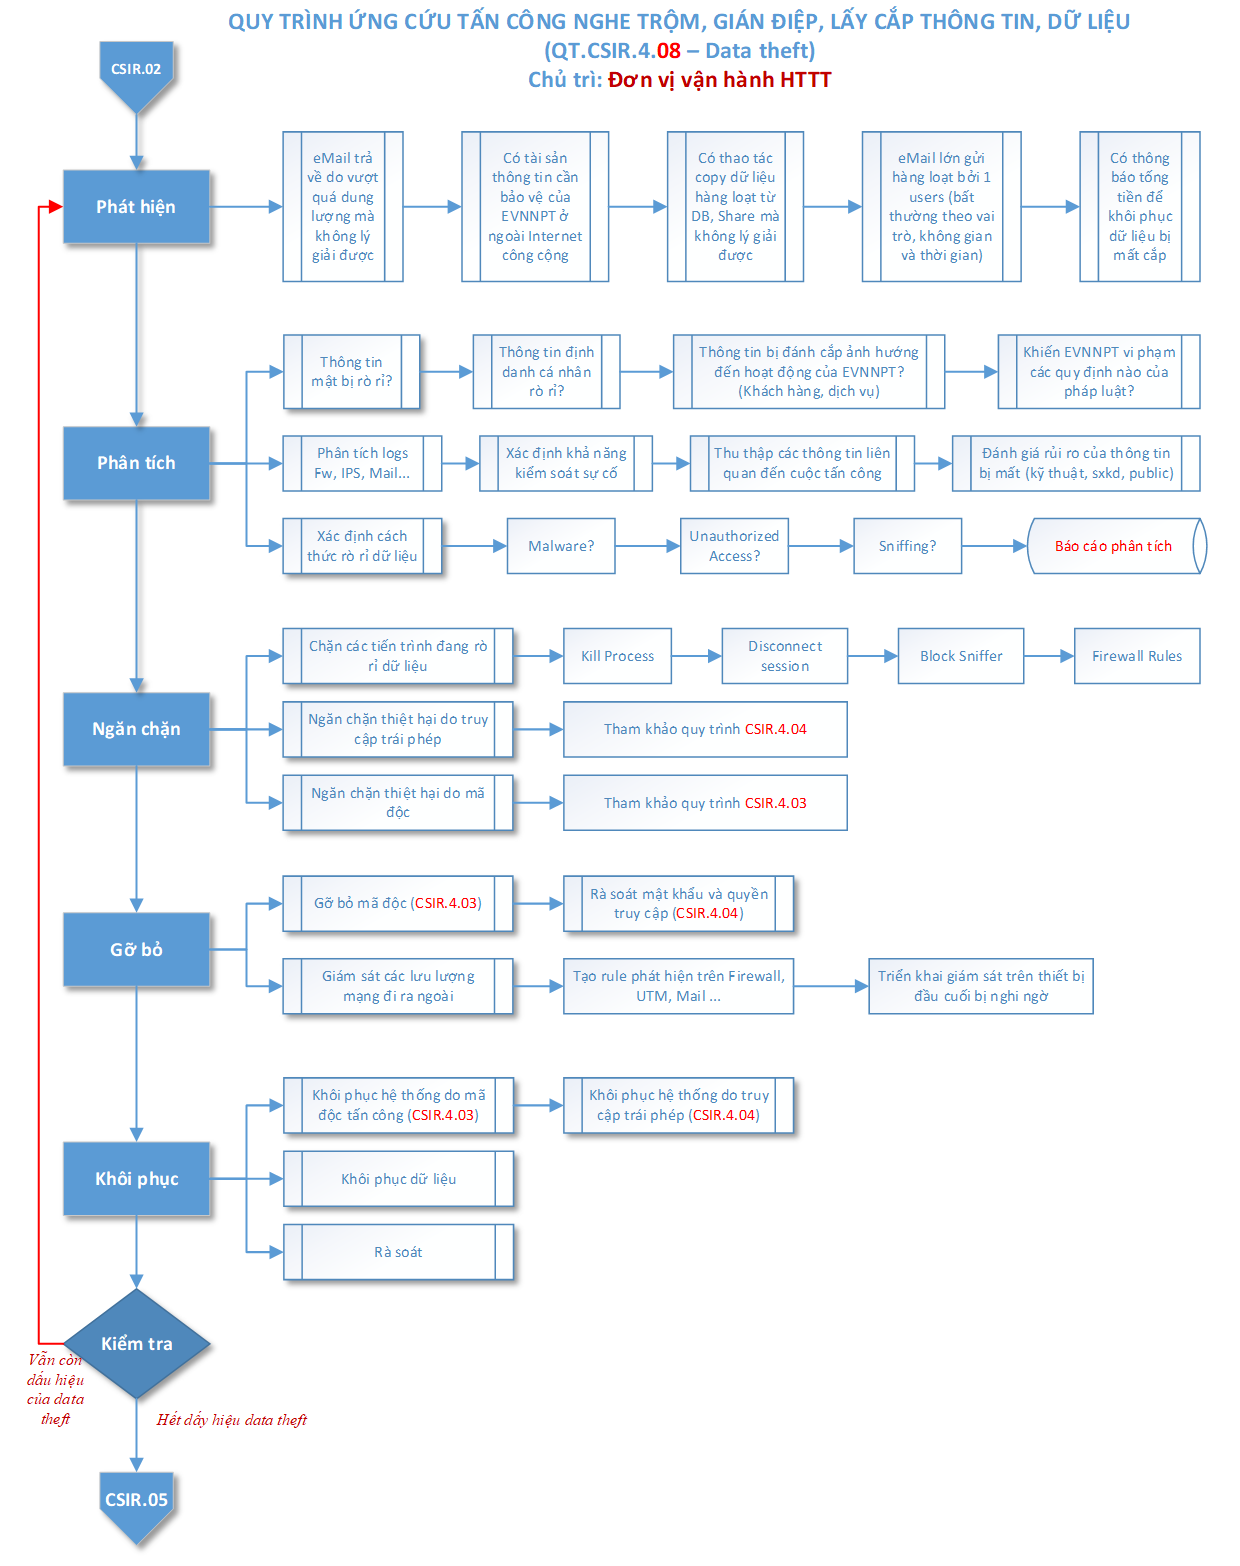 QUY TRÌNH ỨNG CỨU TẤN CÔNG NGHE TRỘM, GIÁN ĐIỆP, LẤY CẮP THÔNG TIN, DỮ LIỆU
(QT.CSIR.4.08 – Data theft)
Chủ trì: Đơn vị vận hành HTTT
CSIR.02
Phát hiện
eMail trả
về do vượt
quá dung
lượng mà
không lý
giải được
Có tài sản
thông tin cần
bảo vệ của
EVNNPT ở
ngoài Internet
công cộng
Có thao tác
copy dữ liệu
hàng loạt từ
DB, Share mà
không lý giải
được
eMail lớn gửi
hàng loạt bởi 1
users (bất
thường theo vai
trò, không gian
và thời gian)
Có thông
báo tống
tiền để
khôi phục
dữ liệu bị
mất cắp
Phân tích
Thông tin
mật bị rò rỉ?
Thông tin định
danh cá nhân
rò rỉ?
Thông tin bị đánh cắp ảnh hướng
đến hoạt động của EVNNPT?
(Khách hàng, dịch vụ)
Khiến EVNNPT vi phạm
các quy định nào của
pháp luật?
Phân tích logs
Fw, IPS, Mail...
Xác định khả năng
kiểm soát sự cố
Thu thập các thông tin liên
quan đến cuộc tấn công
Đánh giá rủi ro của thông tin
bị mất (kỹ thuật, sxkd, public)
Xác định cách
thức rò rỉ dữ liệu
Malware?
Unauthorized
Access?
Sniffing?
Báo cáo phân tích
Ngăn chặn
Chặn các tiến trình đang rò
rỉ dữ liệu
Kill Process
Disconnect
session
Block Sniffer
Firewall Rules
Ngăn chặn thiệt hại do truy
cập trái phép
Tham khảo quy trình CSIR.4.04
Ngăn chặn thiệt hại do mã
độc
Tham khảo quy trình CSIR.4.03
Gỡ bỏ
Gỡ bỏ mã độc (CSIR.4.03)
Rà soát mật khẩu và quyền
truy cập (CSIR.4.04)
Giám sát các lưu lượng
mạng đi ra ngoài
Tạo rule phát hiện trên Firewall,
UTM, Mail ...
Triển khai giám sát trên thiết bị
đầu cuối bị nghi ngờ
Khôi phục
Khôi phục hệ thống do mã
độc tấn công (CSIR.4.03)
Khôi phục hệ thống do truy
cập trái phép (CSIR.4.04)
Khôi phục dữ liệu
Rà soát
Kiểm tra
Vẫn còn
dấu hiệu
của data
theft
Hết dấy hiệu data theft
CSIR.05